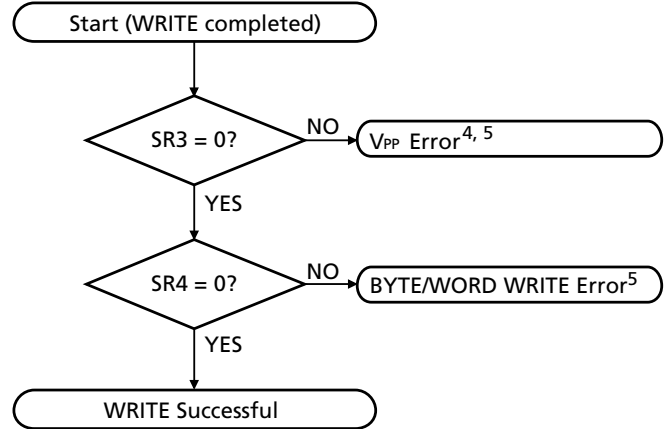 Start (WRITE completed)
SR3 = 0?
NO
VPP Error4, 5
YES
SR4 = 0?
NO
BYTE/WORD WRITE Error5
YES
WRITE Successful